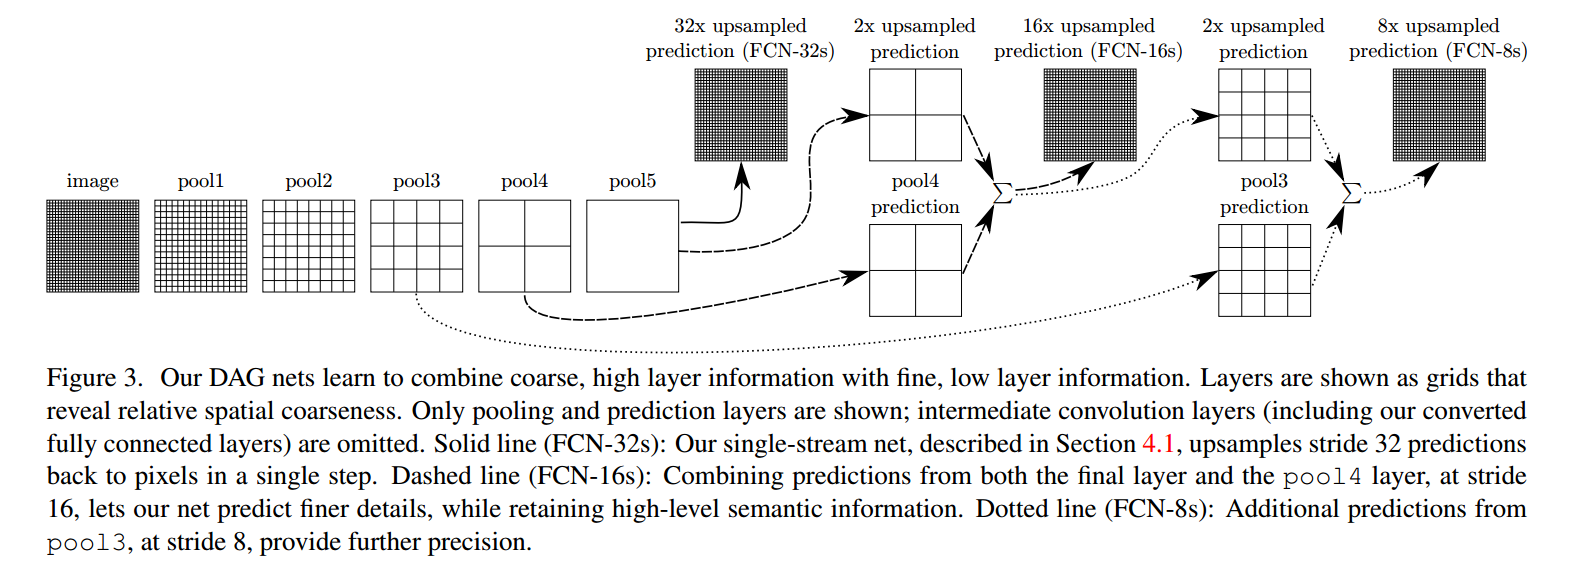 32x upsampled
prediction (FCN-32s)
2x upsampled
prediction
16x upsampled
prediction (FCN-16s)
2x upsampled
prediction
8x upsampled
prediction (FCN-8s)
image
pool1
pool2
pool3
pool4
pool5
pool4
prediction
Σ
pool3
prediction
Σ
Figure 3. Our DAG nets learn to combine coarse, high layer information with fine, low layer information. Layers are shown as grids that
reveal relative spatial coarseness. Only pooling and prediction layers are shown; intermediate convolution layers (including our converted
fully connected layers) are omitted. Solid line (FCN-32s): Our single-stream net, described in Section 4.1, upsamples stride 32 predictions
back to pixels in a single step. Dashed line (FCN-16s): Combining predictions from both the final layer and the pool4 layer, at stride
16, lets our net predict finer details, while retaining high-level semantic information. Dotted line (FCN-8s): Additional predictions from
pool3, at stride 8, provide further precision.